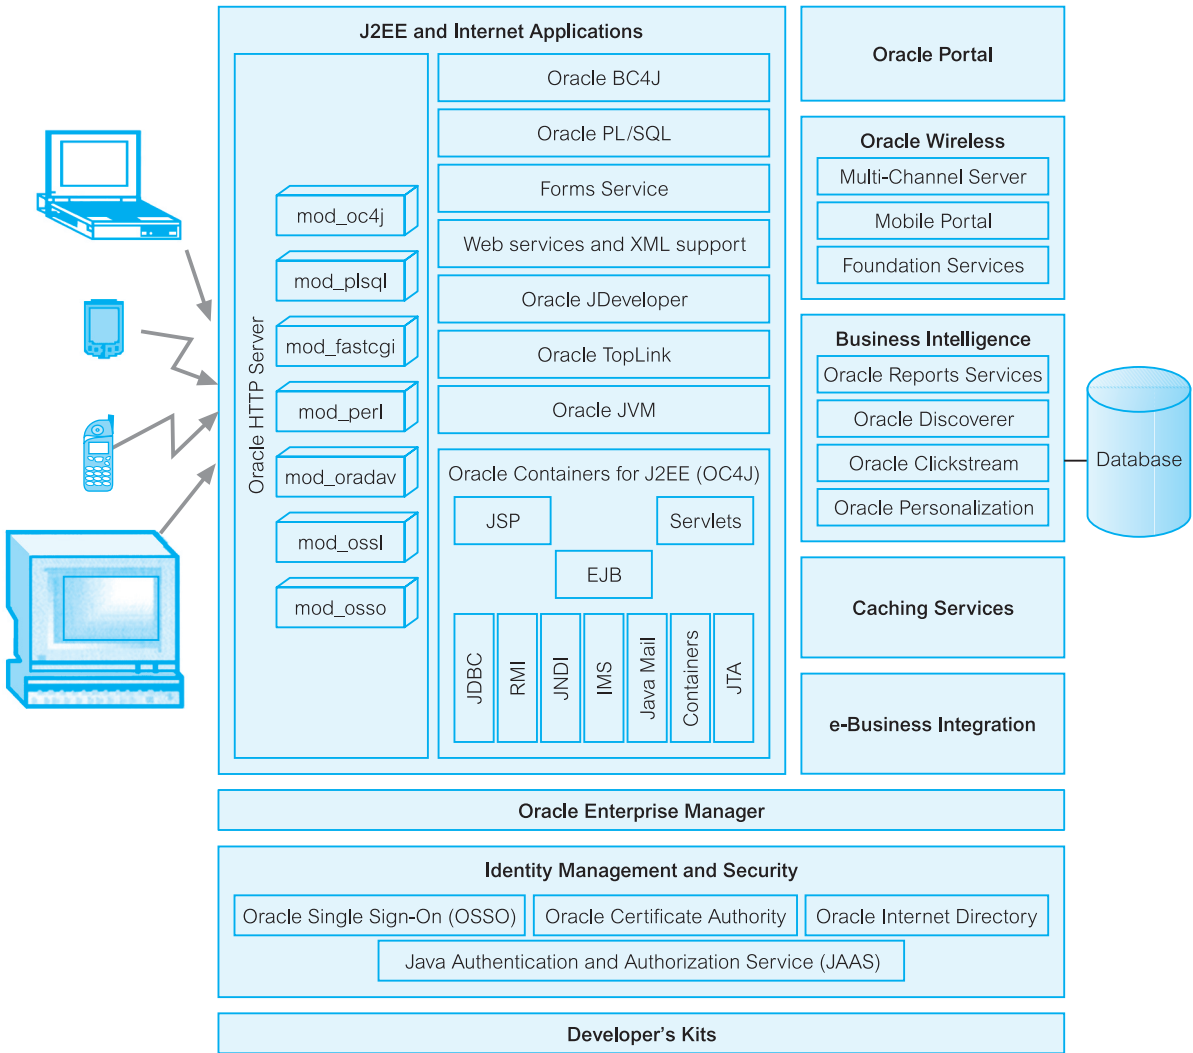 J2EE and Internet Applications
Oracle HTTP Server
mod_oc4j
mod_plsql
mod_fastcgi
mod_perl
mod_oradav
mod_ossl
mod_osso
Oracle BC4J
Oracle PL/SQL
Forms Service
Web services and XML support
Oracle JDeveloper
Oracle TopLink
Oracle JVM
Oracle Containers for J2EE (OC4J)
JSP
Servlets
EJB
JDBC
RMI
JNDI
IMS
Java Mail
Containers
JTA
Oracle Portal
Oracle Wireless
Multi-Channel Server
Mobile Portal
Foundation Services
Business Intelligence
Oracle Reports Services
Oracle Discoverer
Oracle Clickstream
Oracle Personalization
Database
Caching Services
e-Business Integration
Oracle Enterprise Manager
Identity Management and Security
Oracle Single Sign-On (OSSO)
Oracle Certificate Authority
Oracle Internet Directory
Java Authentication and Authorization Service (JAAS)
Developer's Kits